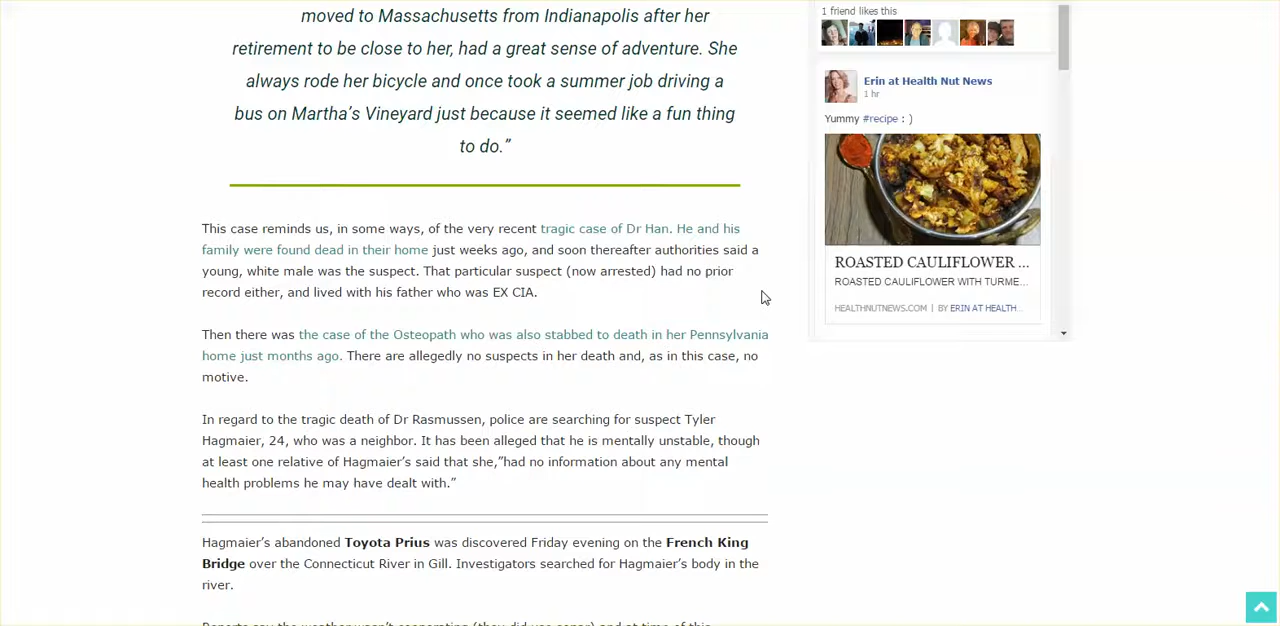 moved to Massachusetts from Indianapolis after her
retirement to be close to her, had a great sense of adventure. She
always rode her bicycle and once took a summer job driving a
bus on Martha's Vineyard just because it seemed like a fun thing
to do.”
This case reminds us, in some ways, of the very recent tragic case of Dr Han. He and his
family were found dead in their home just weeks ago, and soon thereafter authorities said a
young, white male was the suspect. That particular suspect (now arrested) had no prior
record either, and lived with his father who was EX CIA.
Then there was the case of the Osteopath who was also stabbed to death in her Pennsylvania
home just months ago. There are allegedly no suspects in her death and, as in this case, no
motive.
In regard to the tragic death of Dr Rasmussen, police are searching for suspect Tyler
Hagmaier, 24, who was a neighbor. It has been alleged that he is mentally unstable, though
at least one relative of Hagmaier's said that she,”had no information about any mental
health problems he may have dealt with.”
Hagmaier's abandoned Toyota Prius was discovered Friday evening on the French King
Bridge over the Connecticut River in Gill. Investigators searched for Hagmaier's body in the
river.
1 friend likes this
Erin at Health Nut News
1 hr
Yummy #recipe : )
ROASTED CAULIFLOWER ...
ROASTED CAULIFLOWER WITH TURME...
HEALTHNUTNEWS.COM | BY ERIN AT HEALTH...